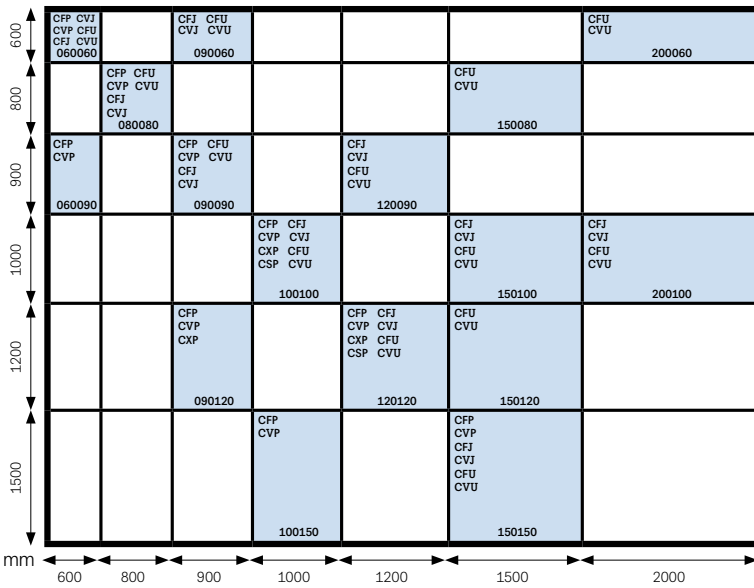 600
CFP CVJ
CVP CFU
CFJ CVU
060060
CFJ CFU
CVJ CVU
090060
CFU
CVU
200060
800
CFP CFU
CVP CVU
CFJ
CVJ
080080
CFU
CVU
150080
900
CFP
CVP
060090
CFP CFU
CVP CVU
CFJ
CVJ
090090
CFJ
CVJ
CFU
CVU
120090
1000
CFP CFJ
CVP CVJ
CXP CFU
CSP CVU
100100
CFJ
CVJ
CFU
CVU
150100
CFJ
CVJ
CFU
CVU
200100
1200
CFP
CVP
CXP
090120
CFP CFJ
CVP CVJ
CXP CFU
CSP CVU
120120
CFU
CVU
150120
1500
CFP
CVP
100150
CFP
CVP
CFJ
CVJ
CFU
CVU
150150
mm
600 800 900 1000 1200 1500 2000